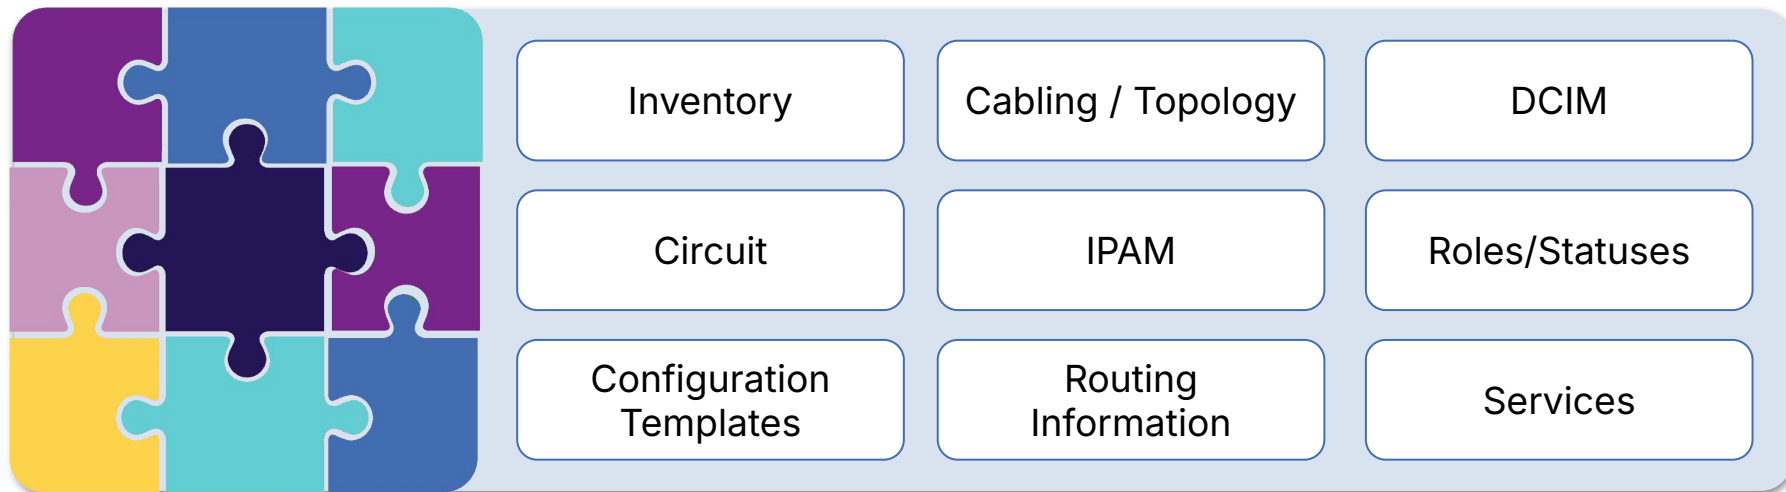 Inventory
Cabling / Topology
DCIM
Circuit
IPAM
Roles/Statuses
Configuration
Templates
Routing
Information
Services